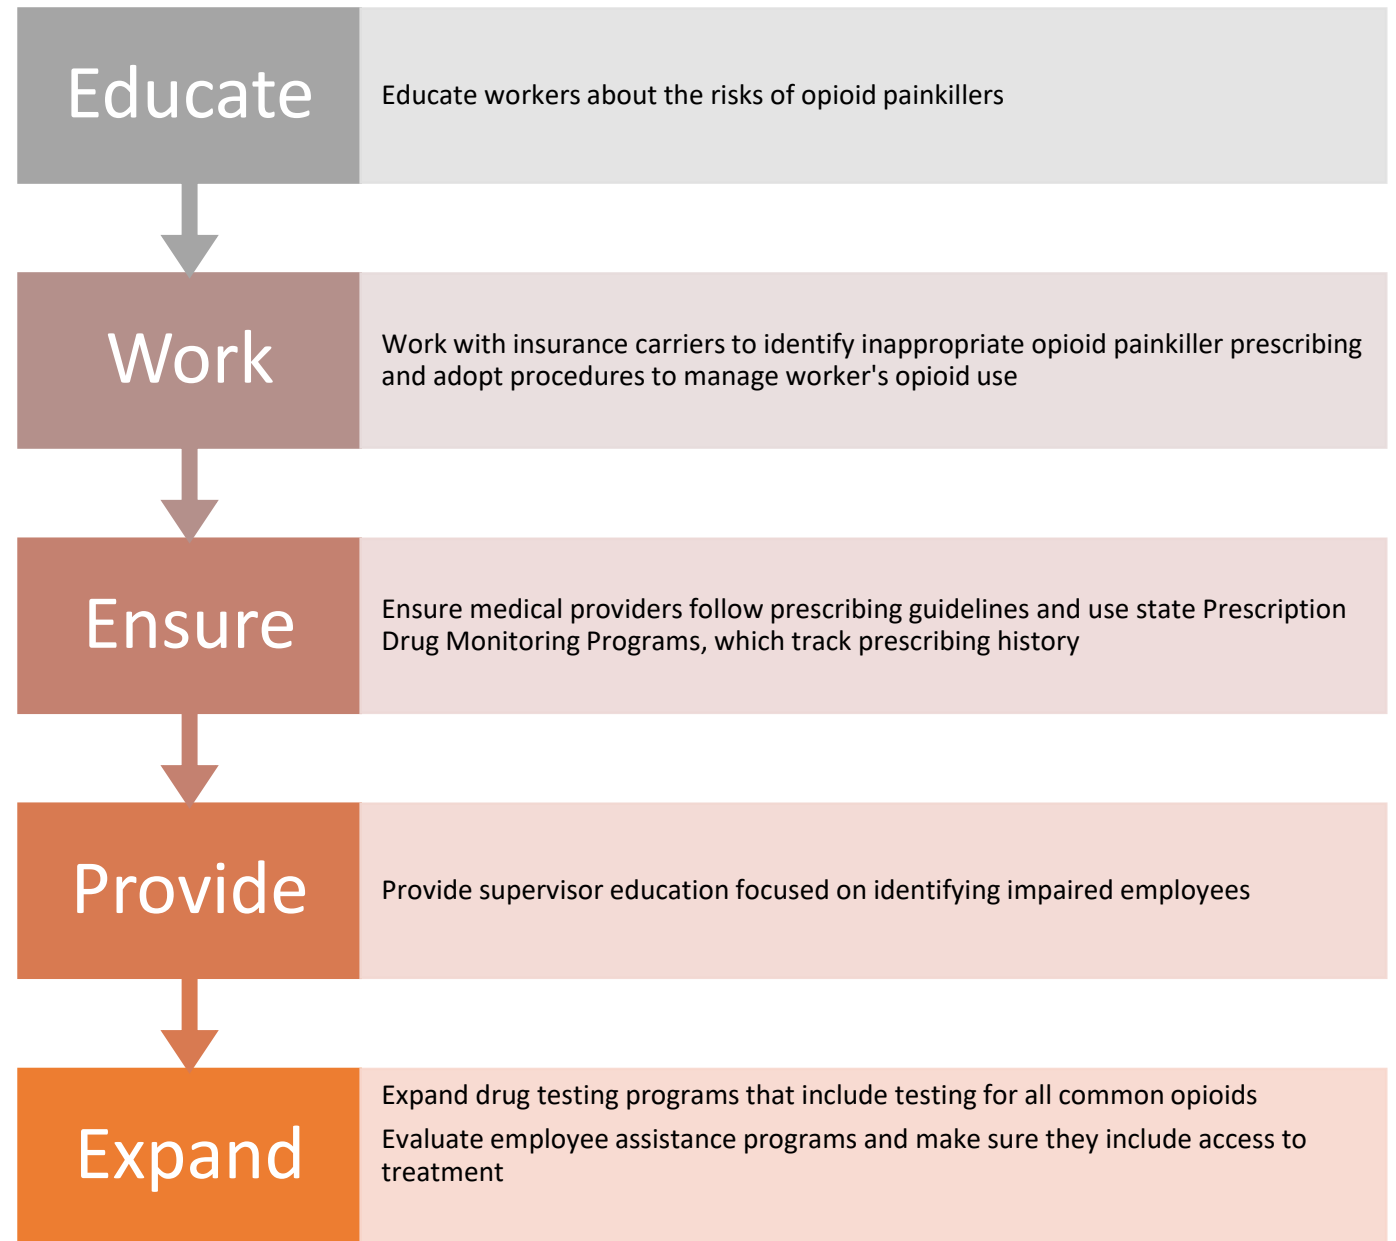 Educate
Educate workers about the risks of opioid painkillers
Work
Work with insurance carriers to identify inappropriate opioid painkiller prescribing
and adopt procedures to manage worker's opioid use
Ensure
Ensure medical providers follow prescribing guidelines and use state Prescription
Drug Monitoring Programs, which track prescribing history
Provide
Provide supervisor education focused on identifying impaired employees
Expand
Expand drug testing programs that include testing for all common opioids
Evaluate employee assistance programs and make sure they include access to
treatment